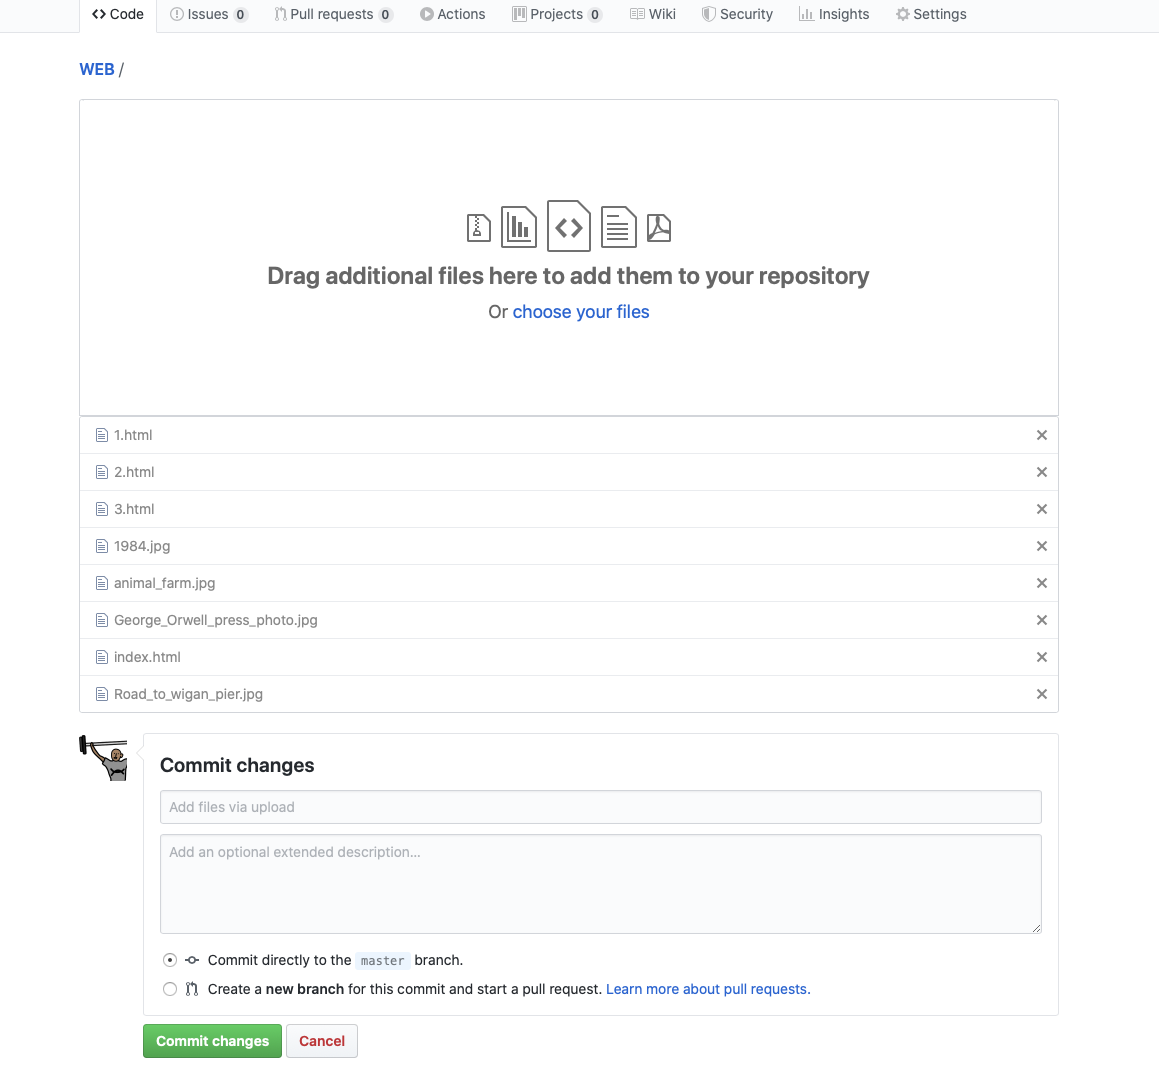 Code Issues 0 Pull requests 0 Actions Projects 0 Wiki Security Insights Settings
WEB /
Drag additional files here to add them to your repository
Or choose your files
1.html
2.html
3.html
1984.jpg
animal_farm.jpg
George_Orwell_press_photo.jpg
index.html
Road_to_wigan_pier.jpg
Commit changes
Add files via upload
Add an optional extended description...
Commit directly to the master branch.
Create a new branch for this commit and start a pull request. Learn more about pull requests.
Commit changes Cancel